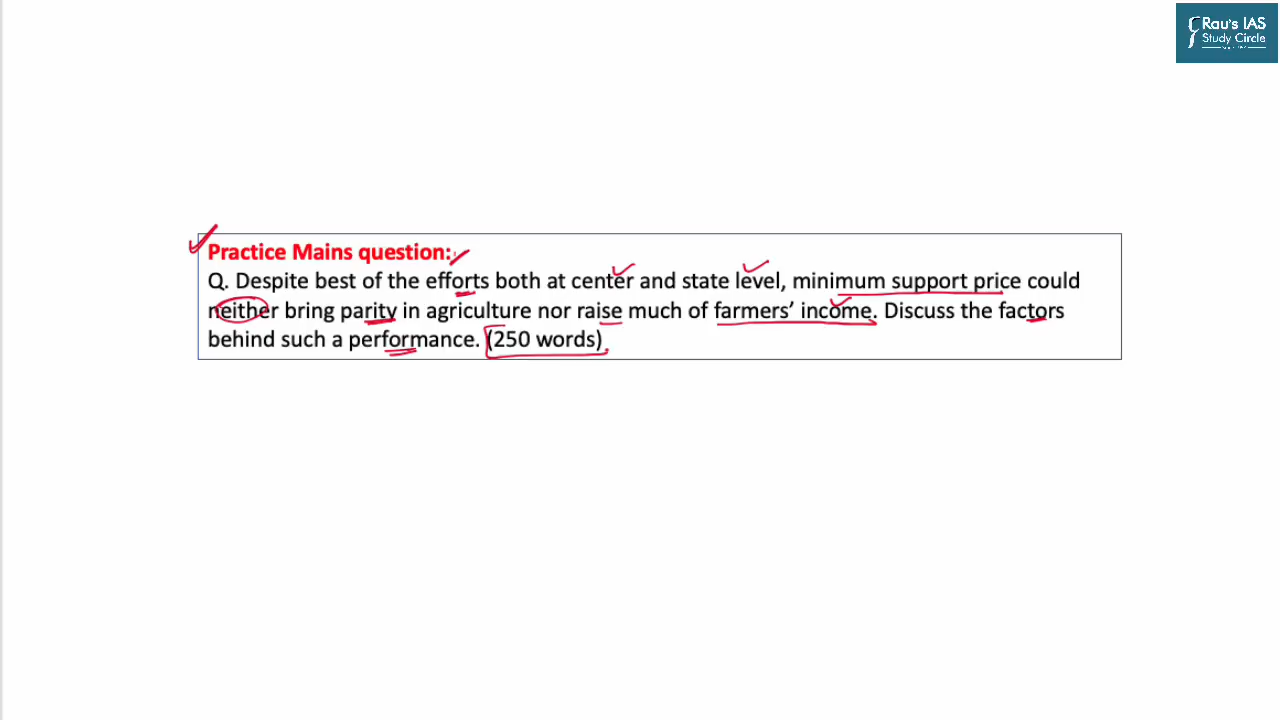 Rau's IAS
Study Circle
Practice Mains question:
Q. Despite best of the efforts both at center and state level, minimum support price could
neither bring parity in agriculture nor raise much of farmers' income. Discuss the factors
behind such a performance. (250 words)